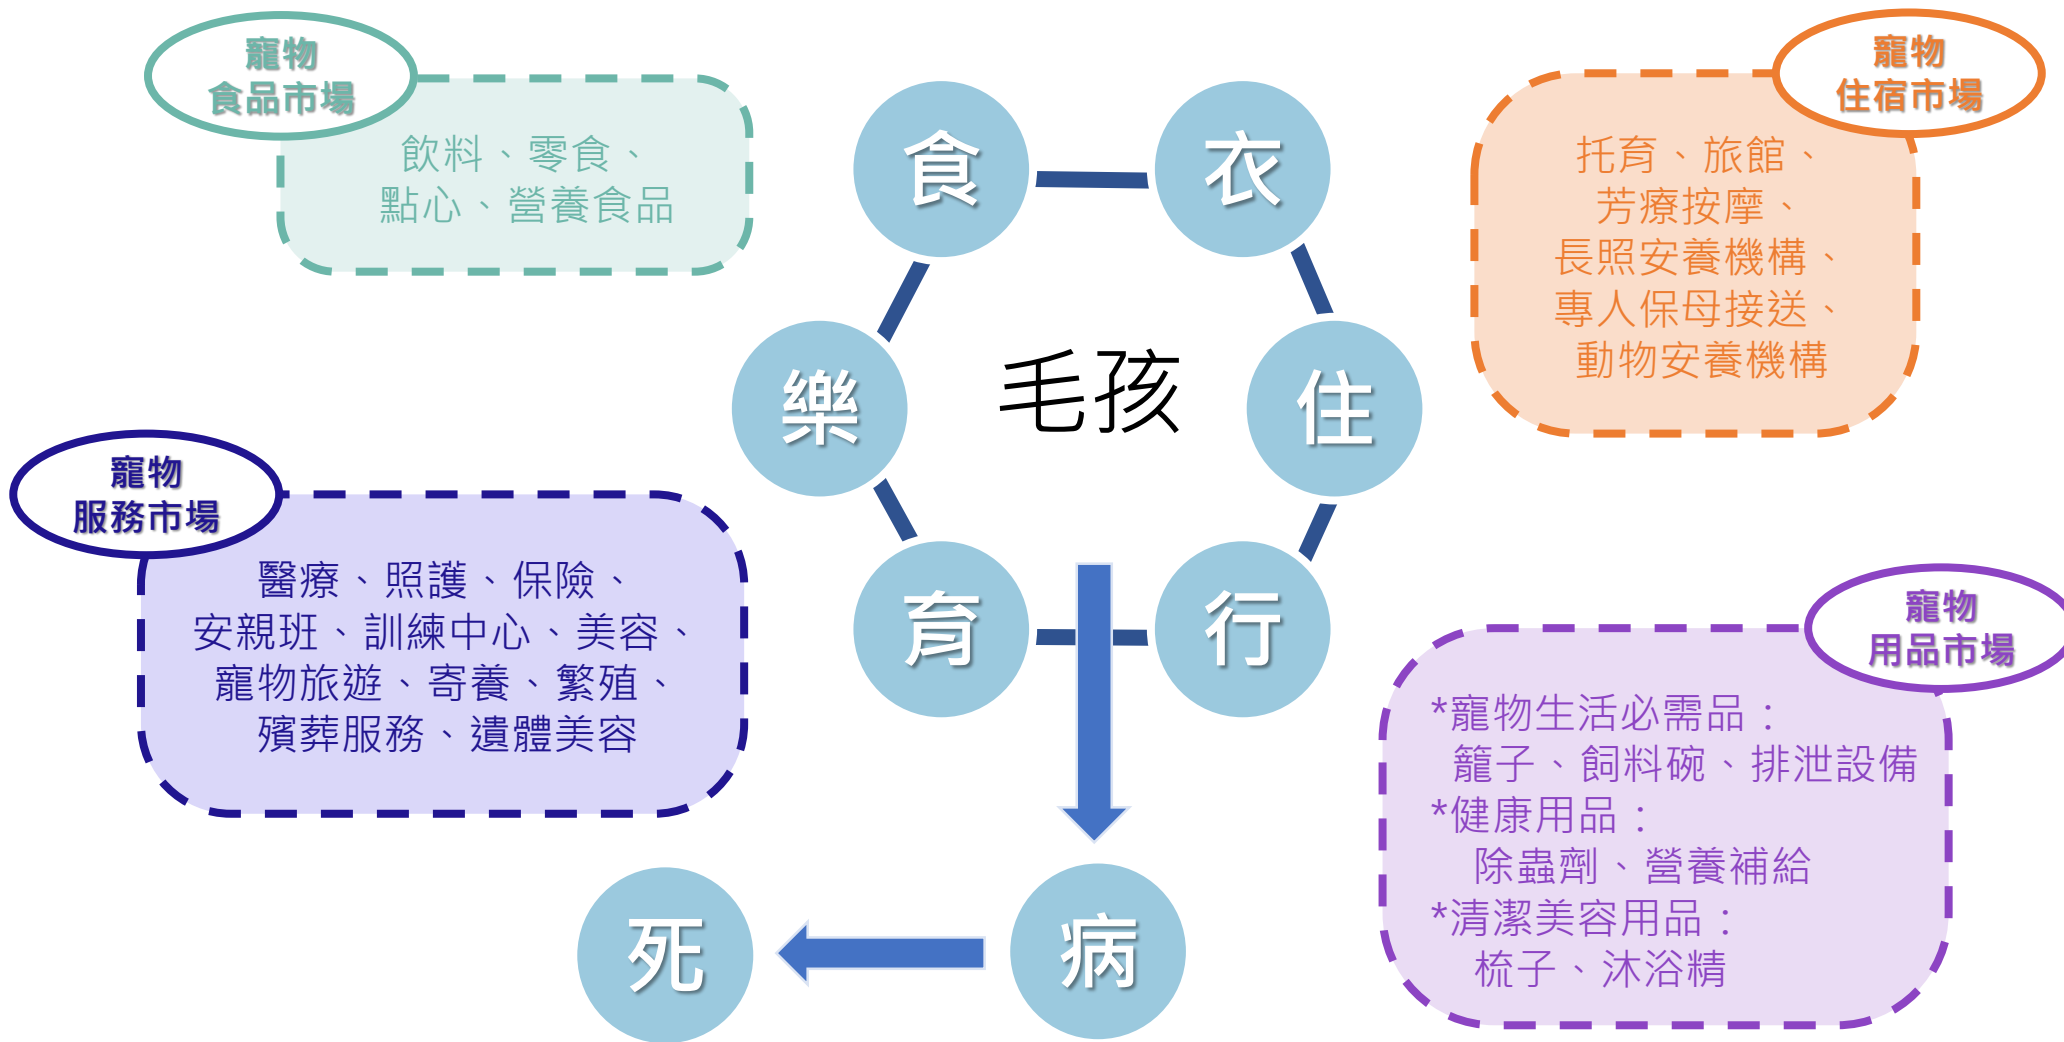 寵物
食品市場
飲料、零食、
點心、營養食品
寵物
服務市場
醫療、照護、保險、
安親班、訓練中心、美容、
寵物旅遊、寄養、繁殖、
殯葬服務、遺體美容
食
衣
樂
毛孩
住
育
行
死
病
寵物
住宿市場
托育、旅館、
芳療按摩、
長照安養機構、
專人保母接送、
動物安養機構
寵物
用品市場
*寵物生活必需品：
籠子、飼料碗、排泄設備
*健康用品：
除蟲劑、營養補給
*清潔美容用品：
梳子、沐浴精